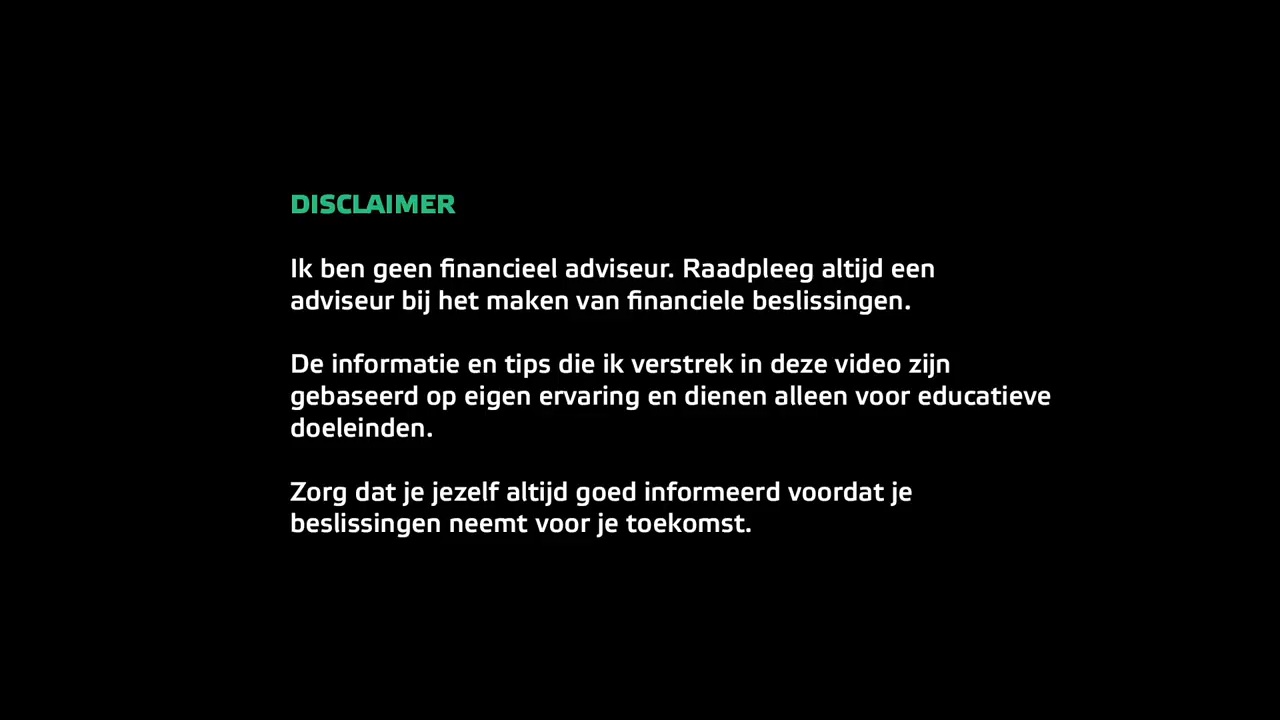 DISCLAIMER
Ik ben geen financieel adviseur. Raadpleeg altijd een
adviseur bij het maken van financiele beslissingen.
De informatie en tips die ik verstrek in deze video zijn
gebaseerd op eigen ervaring en dienen alleen voor educatieve
doeleinden.
Zorg dat je jezelf altijd goed informeerd voordat je
beslissingen neemt voor je toekomst.